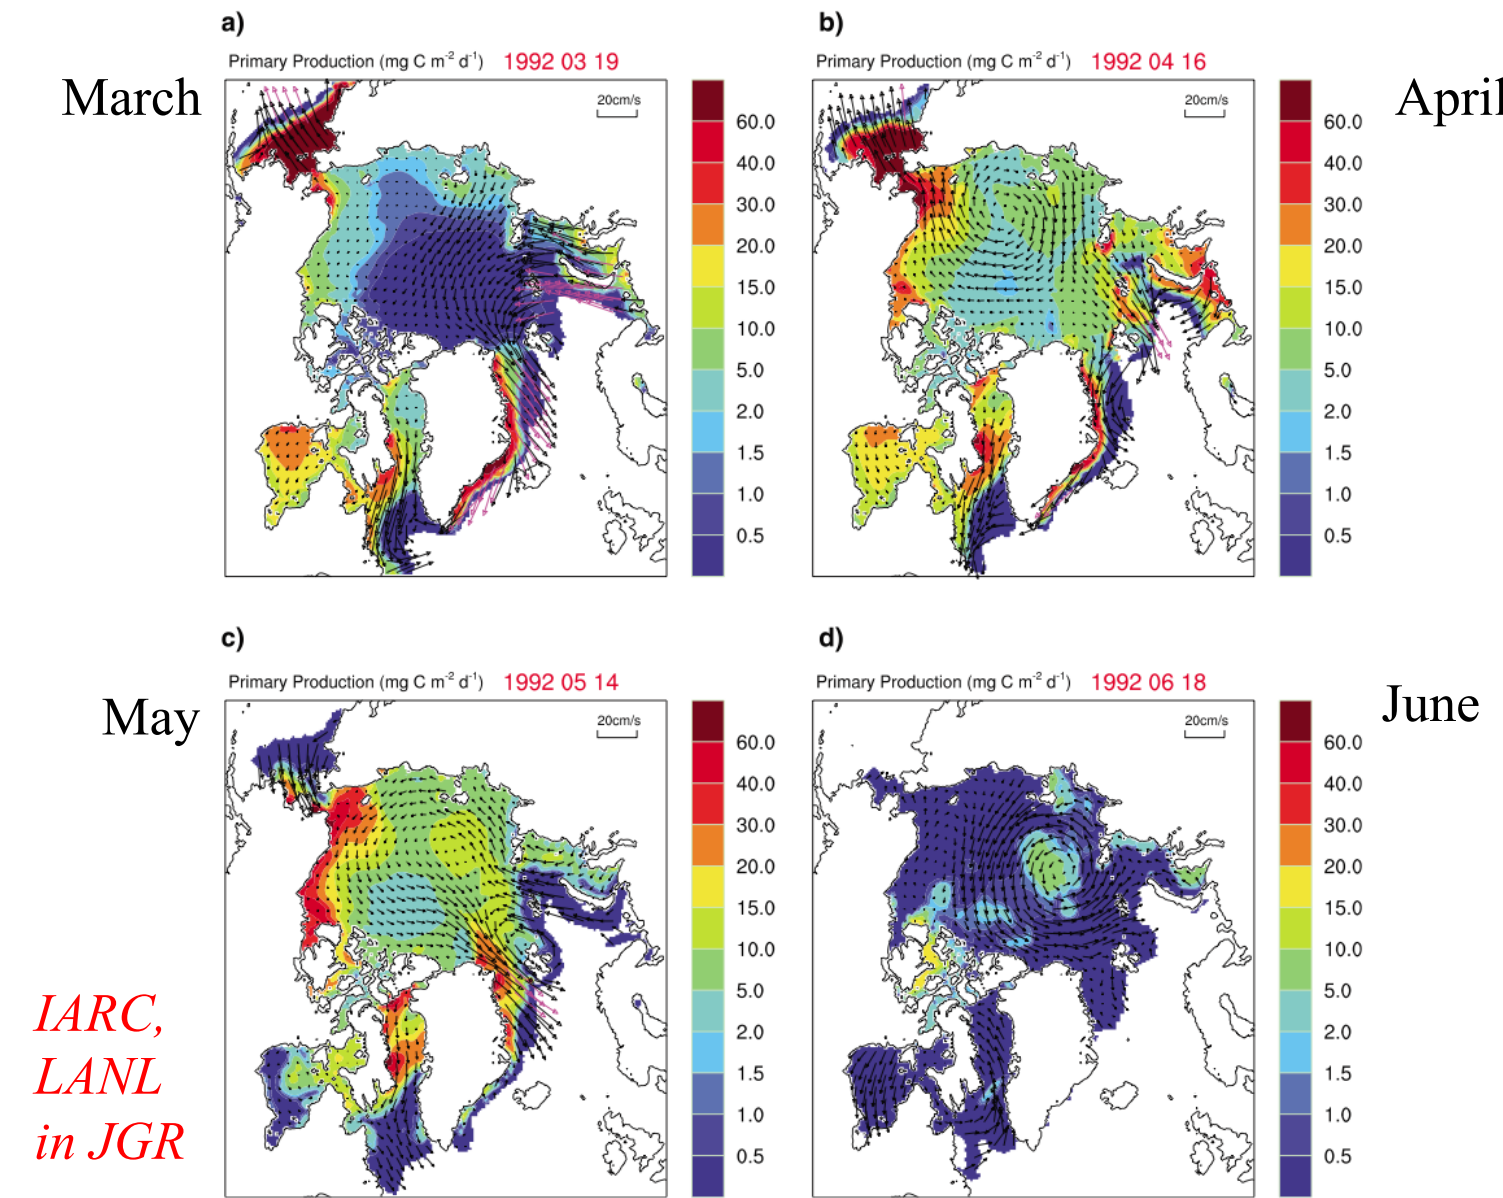 a)
Primary Production (mg C m⁻² d⁻¹) 1992 03 19
March
20cm/s
60.0
40.0
30.0
20.0
15.0
10.0
5.0
2.0
1.5
1.0
0.5
b)
Primary Production (mg C m⁻² d⁻¹) 1992 04 16
April
20cm/s
60.0
40.0
30.0
20.0
15.0
10.0
5.0
2.0
1.5
1.0
0.5
c)
Primary Production (mg C m⁻² d⁻¹) 1992 05 14
May
20cm/s
60.0
40.0
30.0
20.0
15.0
10.0
5.0
2.0
1.5
1.0
0.5
d)
Primary Production (mg C m⁻² d⁻¹) 1992 06 18
June
20cm/s
60.0
40.0
30.0
20.0
15.0
10.0
5.0
2.0
1.5
1.0
0.5
IARC,
LANL
in JGR